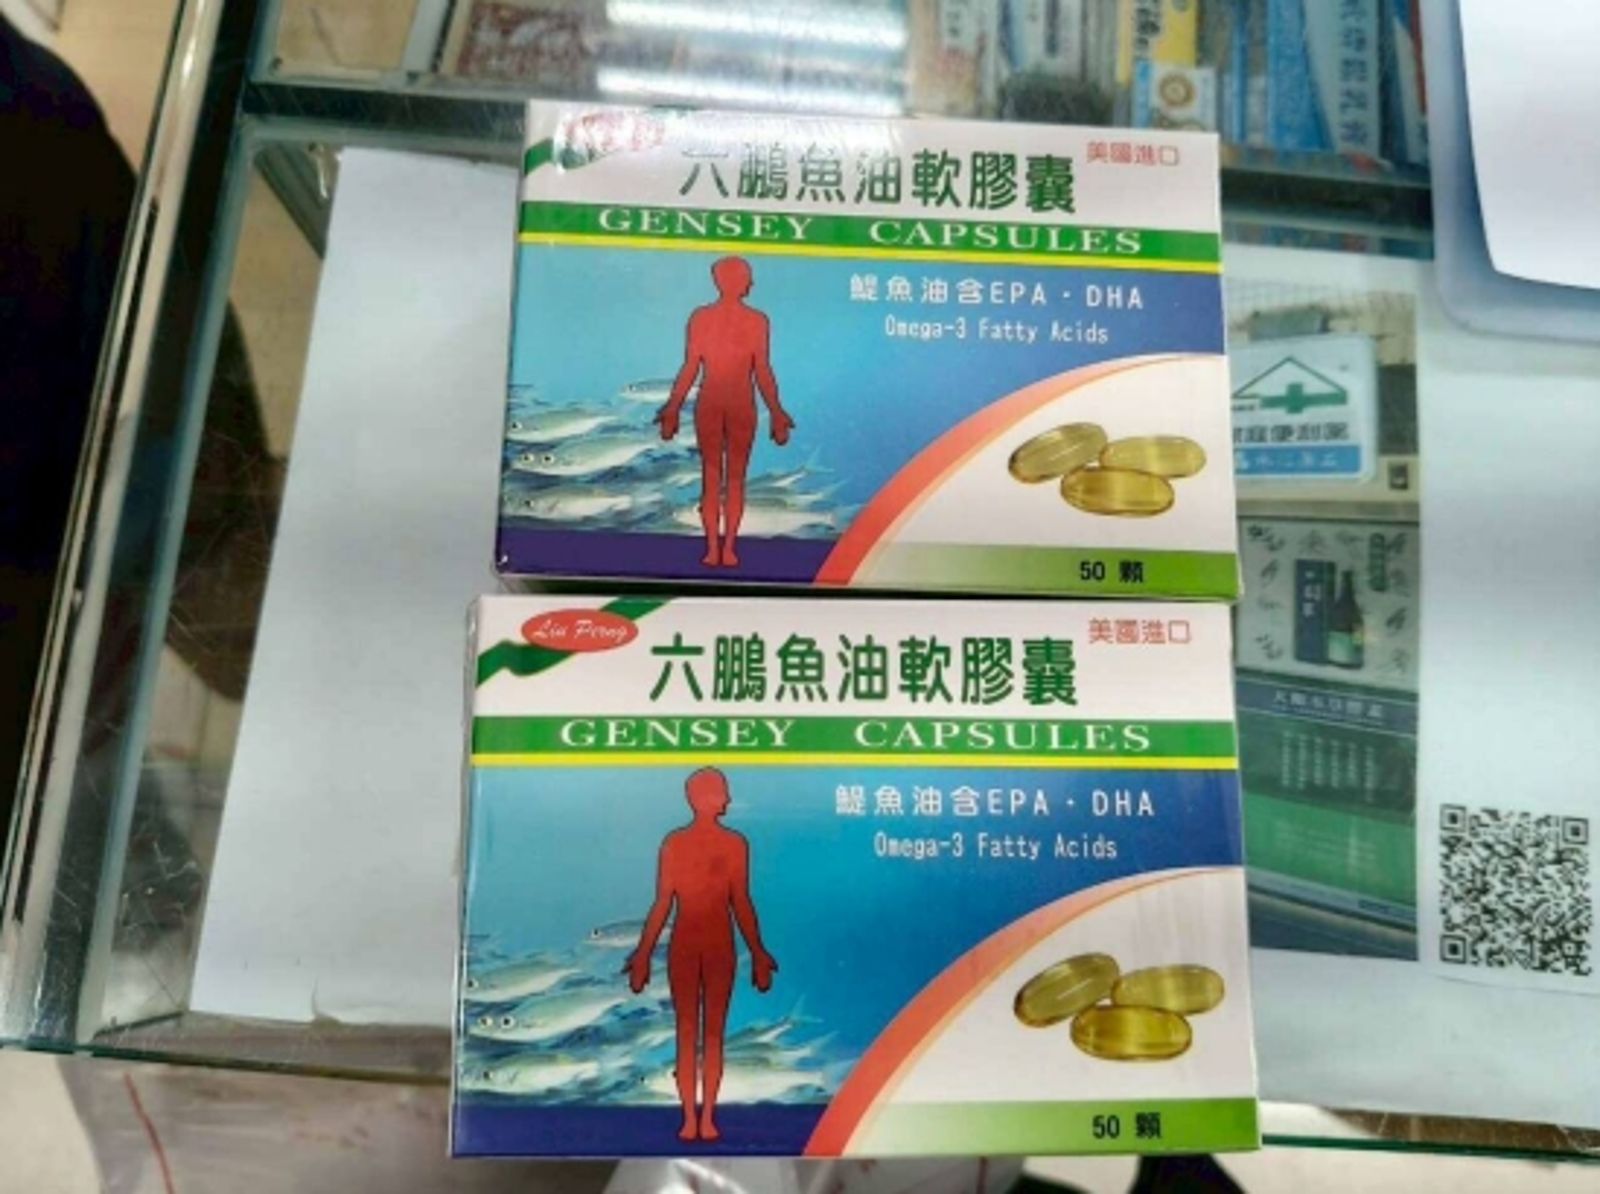 六鵬魚油軟膠囊
美國進口
GENSEY CAPSULES
鯷魚油含EPA・DHA
Omega-3 Fatty Acids
50 顆
Liu Perng
六鵬魚油軟膠囊
美國進口
GENSEY CAPSULES
鯷魚油含EPA・DHA
Omega-3 Fatty Acids
50 顆